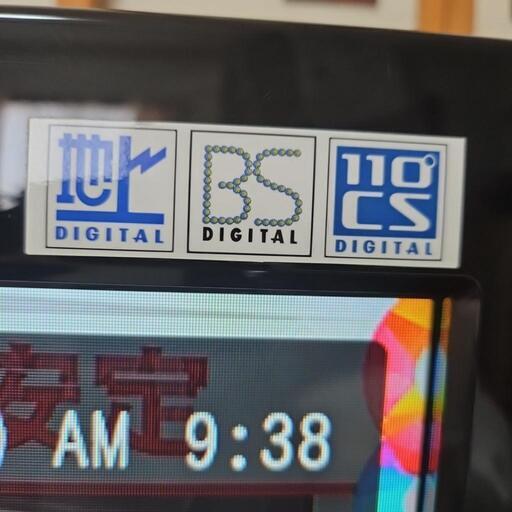 地上 DIGITAL
BS DIGITAL
110° CS DIGITAL
安定
AM 9:38